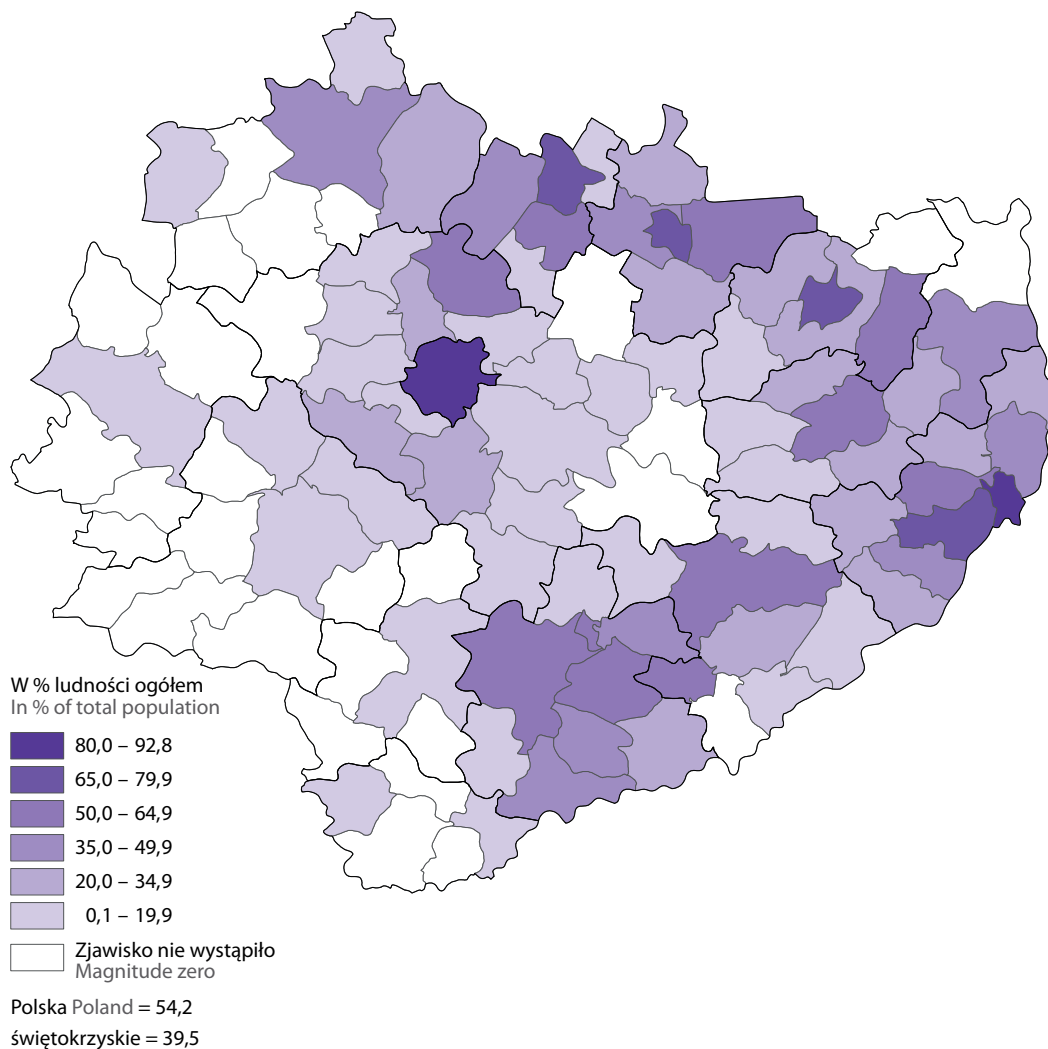 W % ludności ogółem
In % of total population
80,0 – 92,8
65,0 – 79,9
50,0 – 64,9
35,0 – 49,9
20,0 – 34,9
0,1 – 19,9
Zjawisko nie wystąpiło
Magnitude zero
Polska Poland = 54,2
świętokrzyskie = 39,5